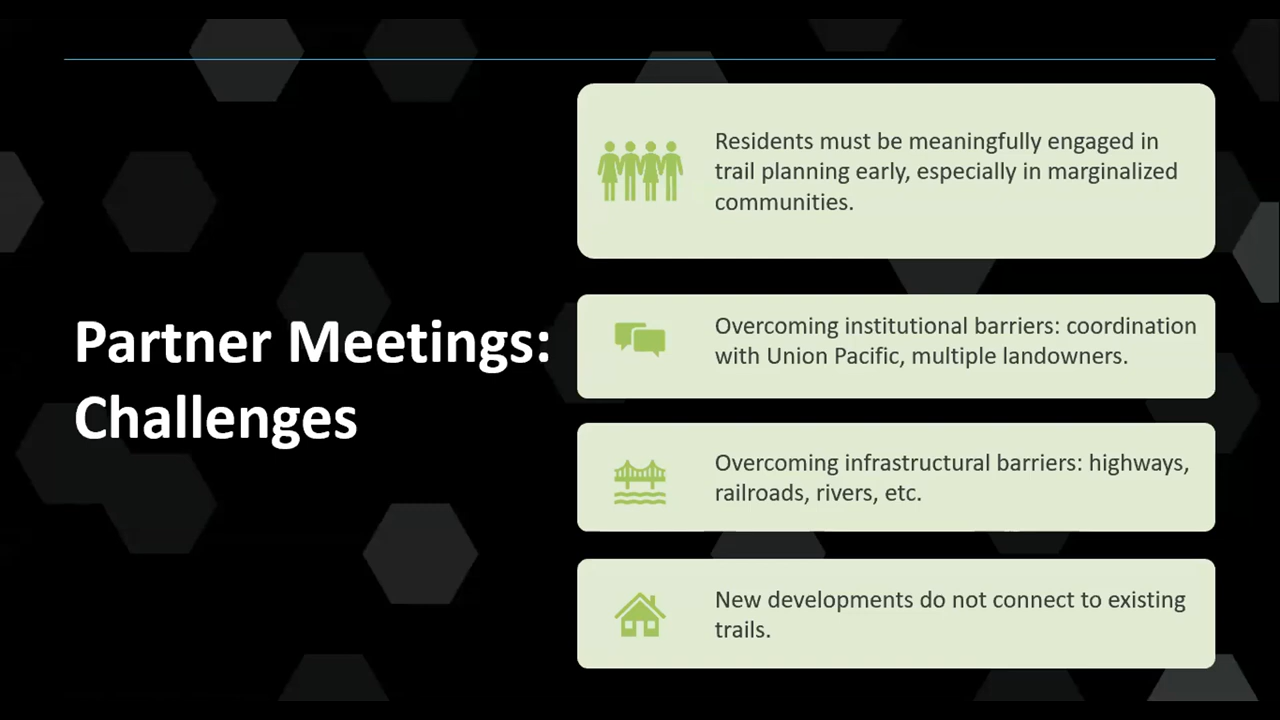 Partner Meetings:
Challenges
Residents must be meaningfully engaged in
trail planning early, especially in marginalized
communities.
Overcoming institutional barriers: coordination
with Union Pacific, multiple landowners.
Overcoming infrastructural barriers: highways,
railroads, rivers, etc.
New developments do not connect to existing
trails.